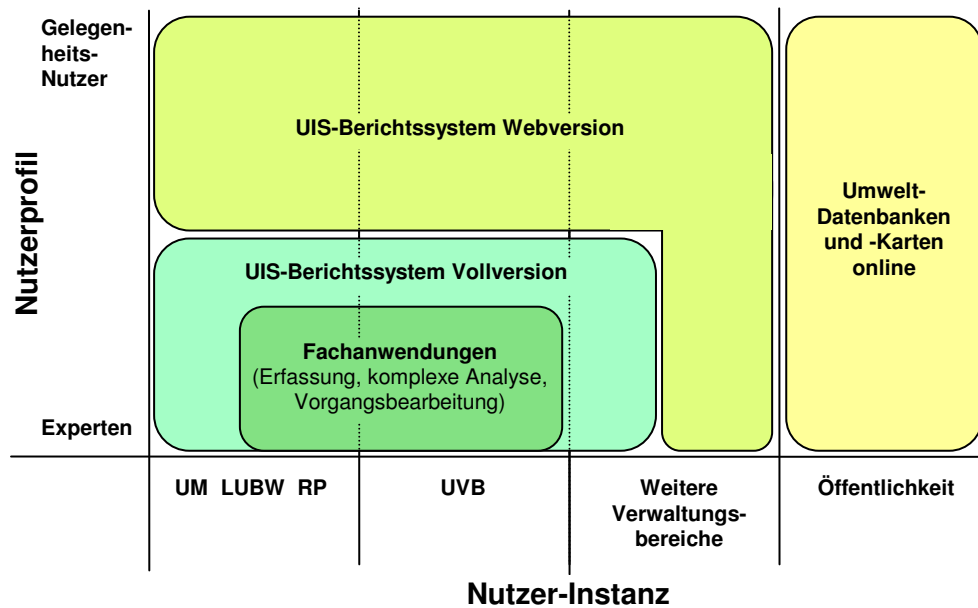 Gelegen-
heits-
Nutzer
Nutzerprofil
Experten
UIS-Berichtssystem Webversion
UIS-Berichtssystem Vollversion
Fachanwendungen
(Erfassung, komplexe Analyse,
Vorgangsbearbeitung)
Umwelt-
Datenbanken
und -Karten
online
UM LUBW RP
UVB
Weitere
Verwaltungs-
bereiche
Öffentlichkeit
Nutzer-Instanz